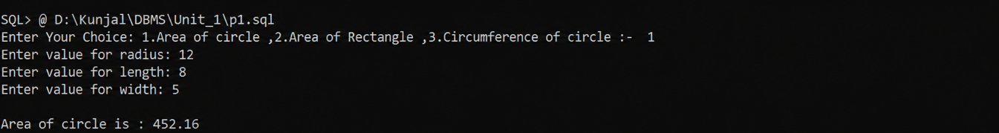 SQL> @ D:\Kunjal\DBMS\Unit_1\p1.sql
Enter Your Choice: 1.Area of circle ,2.Area of Rectangle ,3.Circumference of circle :-  1
Enter value for radius: 12
Enter value for length: 8
Enter value for width: 5
Area of circle is : 452.16